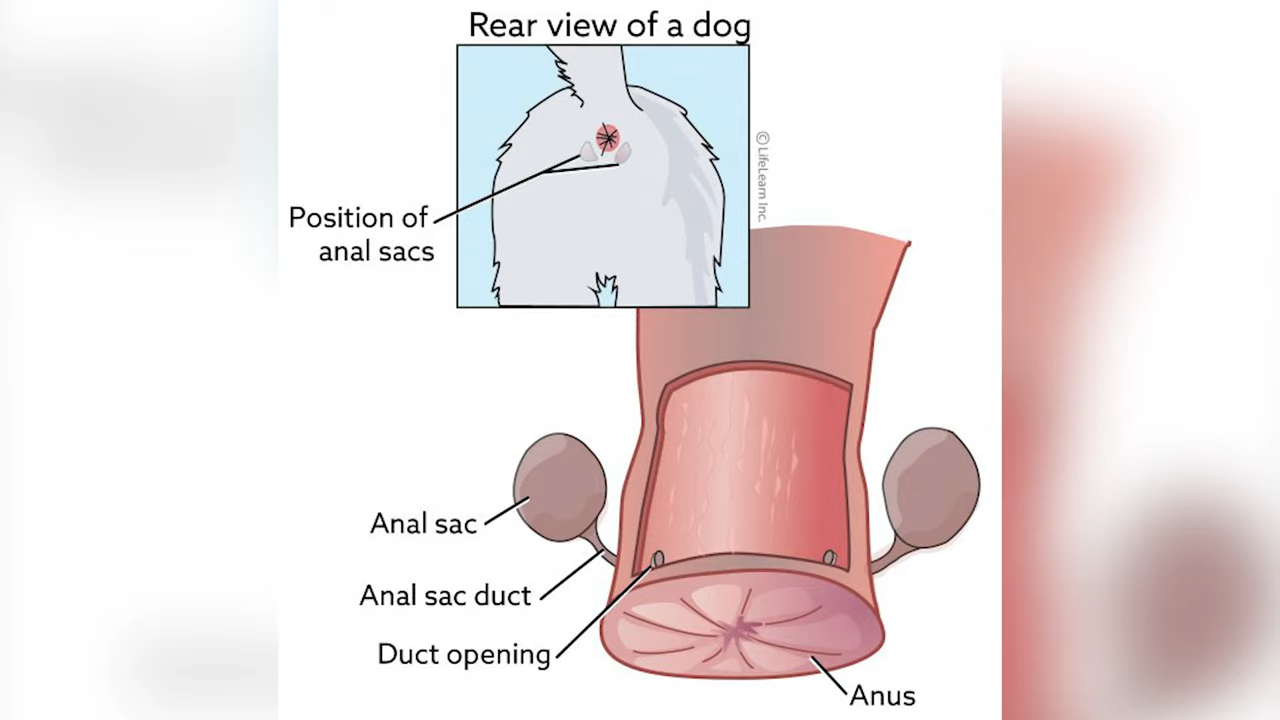 Rear view of a dog
© LifeLearn Inc.
Position of
anal sacs
Anal sac
Anal sac duct
Duct opening
Anus